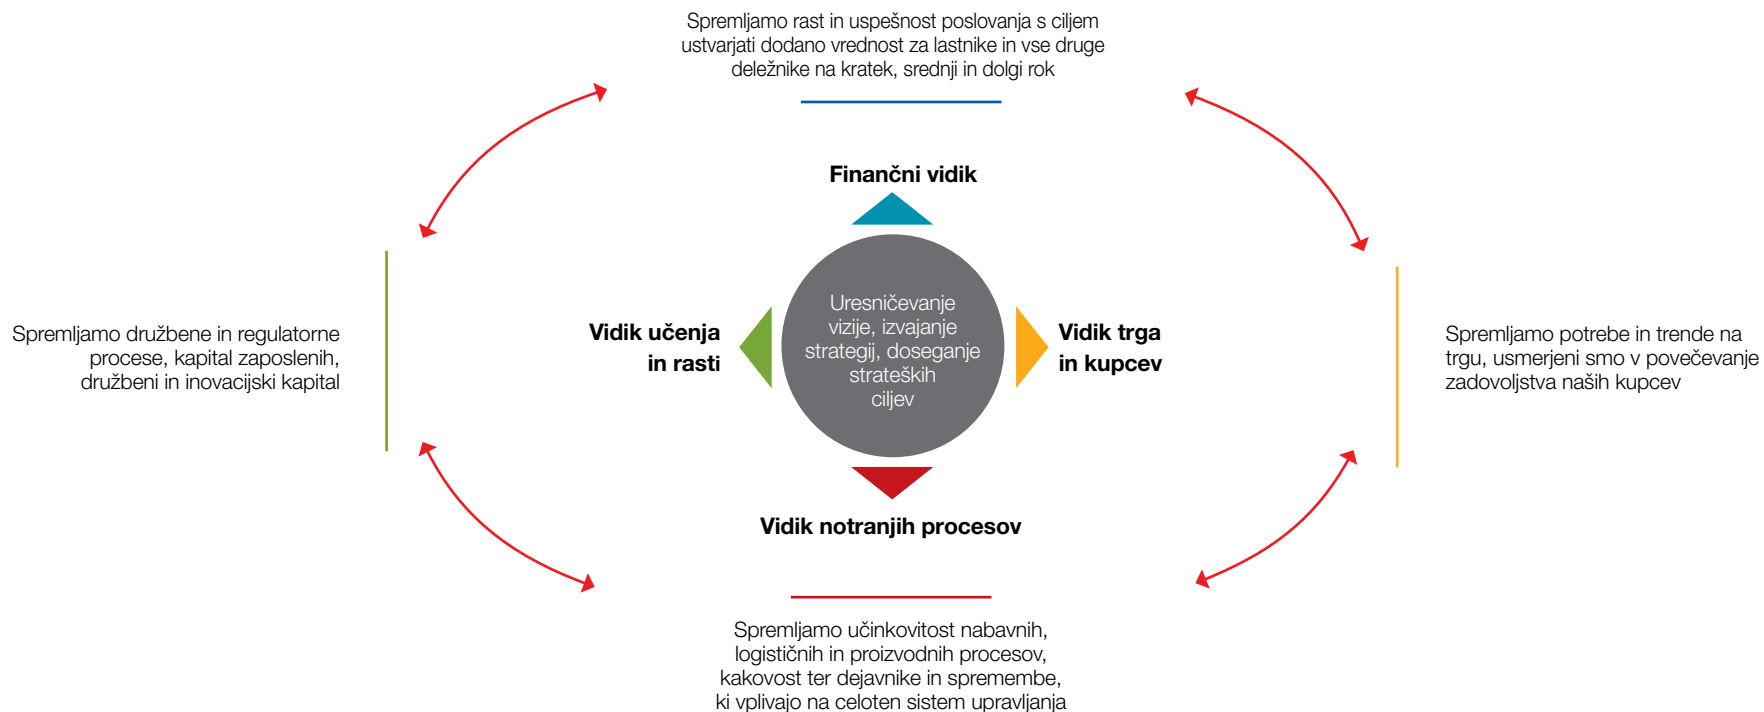 Spremljamo rast in uspešnost poslovanja s ciljem
ustvarjati dodano vrednost za lastnike in vse druge
deležnike na kratek, srednji in dolgi rok
Finančni vidik
Spremljamo družbene in regulatorne
procese, kapital zaposlenih,
družbeni in inovacijski kapital
Vidik učenja
in rasti
Uresničevanje
vizije, izvajanje
strategij, doseganje
strateških
ciljev
Vidik trga
in kupcev
Spremljamo potrebe in trende na
trgu, usmerjeni smo v povečevanje
zadovoljstva naših kupcev
Vidik notranjih procesov
Spremljamo učinkovitost nabavnih,
logističnih in proizvodnih procesov,
kakovost ter dejavnike in spremembe,
ki vplivajo na celoten sistem upravljanja